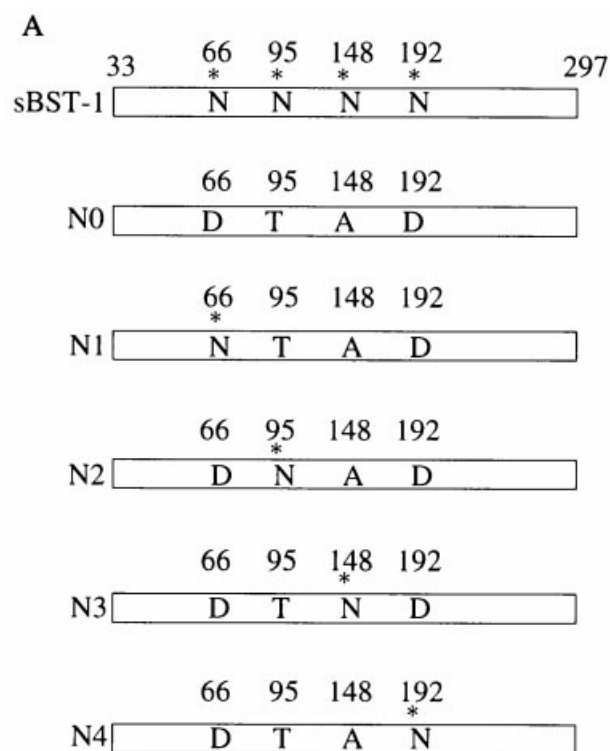 A
66 95 148 192
33 * * * * 297
sBST-1 N N N N
66 95 148 192
N0 D T A D
66 95 148 192
*
N1 N T A D
66 95 148 192
*
N2 D N A D
66 95 148 192
*
N3 D T N D
66 95 148 192
*
N4 D T A N